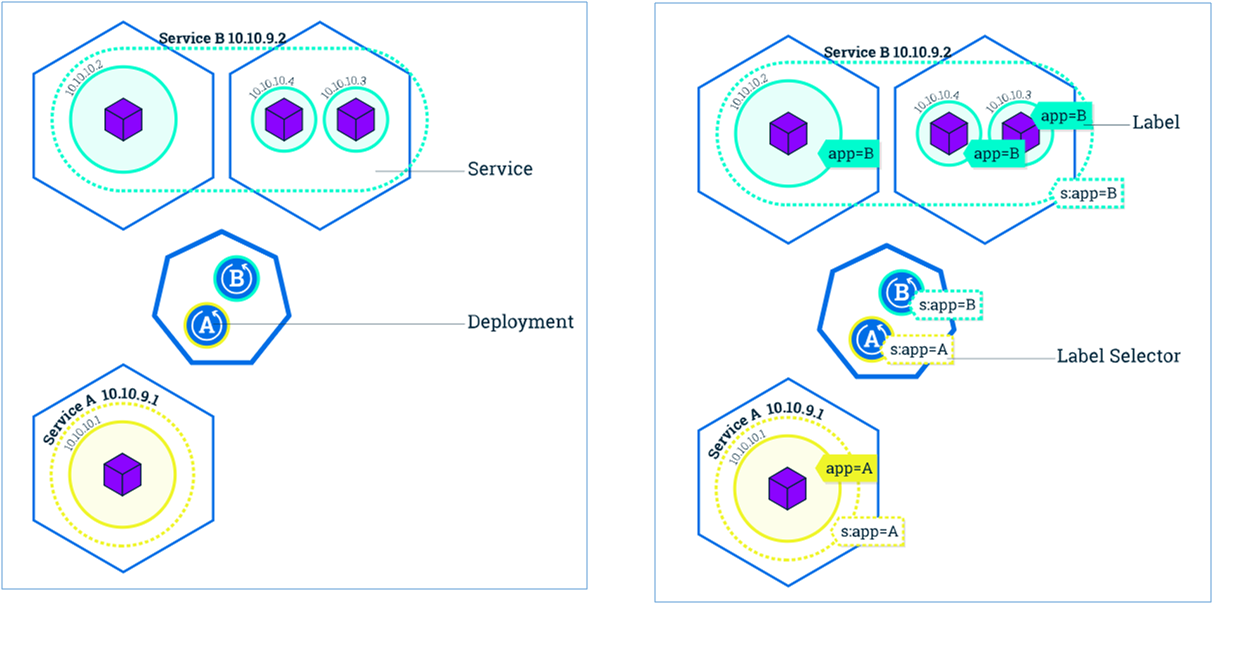 Service B 10.10.9.2
10.10.10.2
10.10.10.4
10.10.10.3
Service
B
A
Deployment
Service A 10.10.9.1
10.10.10.1
Service B 10.10.9.2
10.10.10.2
10.10.10.4
10.10.10.3
app=B
Label
app=B
app=B
s:app=B
B
s:app=B
A
s:app=A
Label Selector
Service A 10.10.9.1
10.10.10.1
app=A
s:app=A